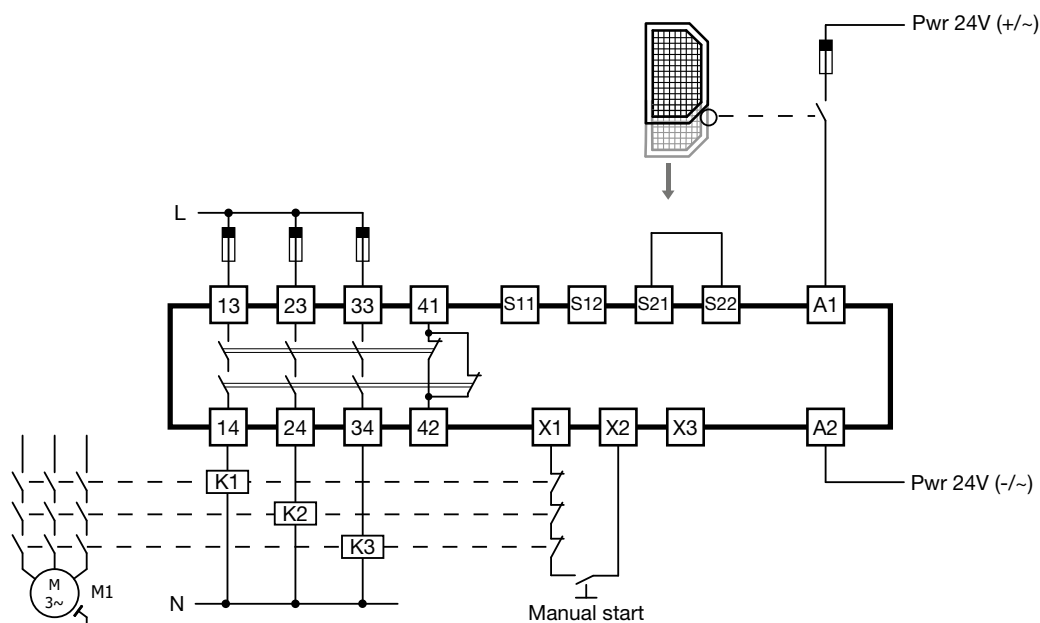 Pwr 24V (+/~)
L
13 23 33 41 S11 S12 S21 S22 A1
14 24 34 42 X1 X2 X3 A2
K1
Pwr 24V (-/~)
K2
K3
M
3~
M1
N
Manual start